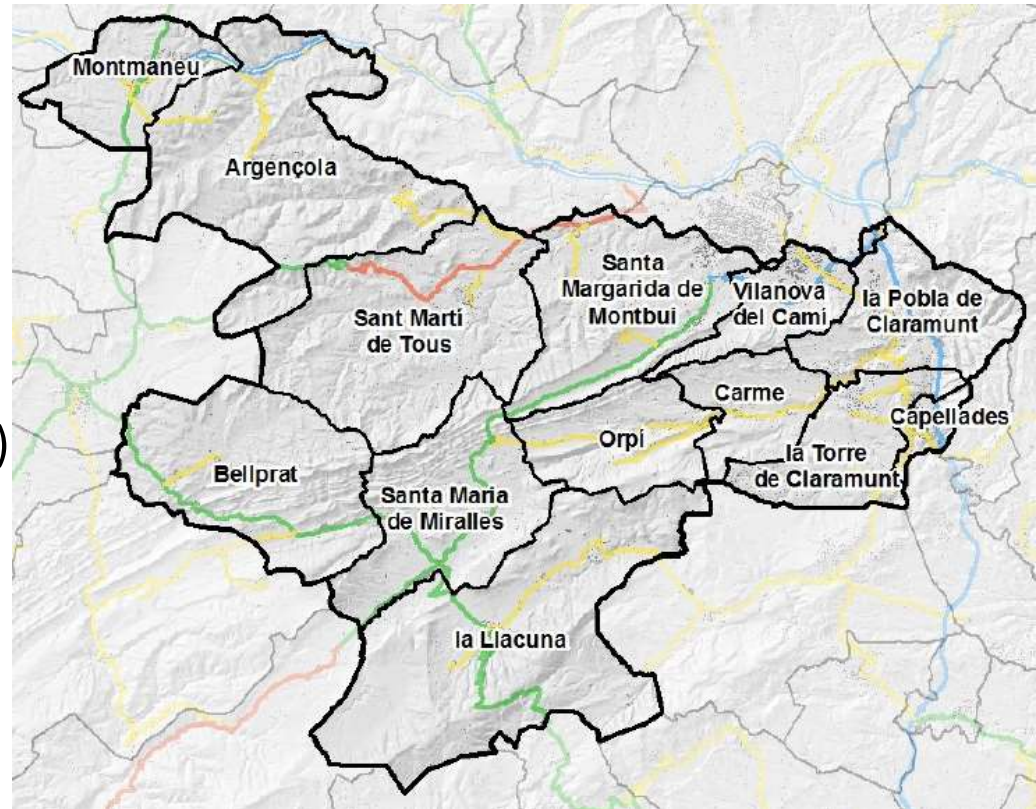 Montmaneu
Argençola
Santa
Margarida de
Montbui
Vilanova
del Camí
la Pobla de
Claramunt
Sant Martí
de Tous
Carme
Capellades
Orpí
la Torre
de Claramunt
Bellprat
Santa Maria
de Miralles
la Llacuna
)